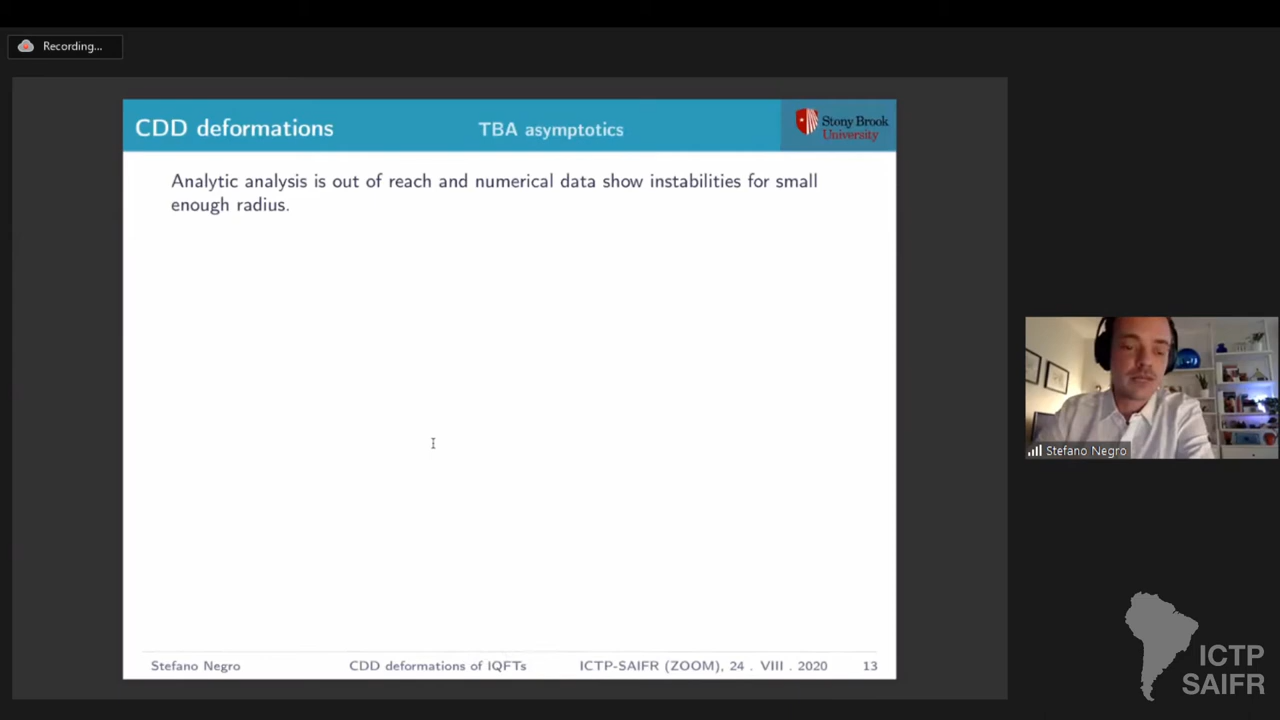 Recording...
CDD deformations
TBA asymptotics
Stony Brook
University
Analytic analysis is out of reach and numerical data show instabilities for small
enough radius.
Stefano Negro
Stefano Negro
CDD deformations of IQFTs
ICTP-SAIFR (ZOOM), 24 . VIII . 2020
13
ICTP
SAIFR